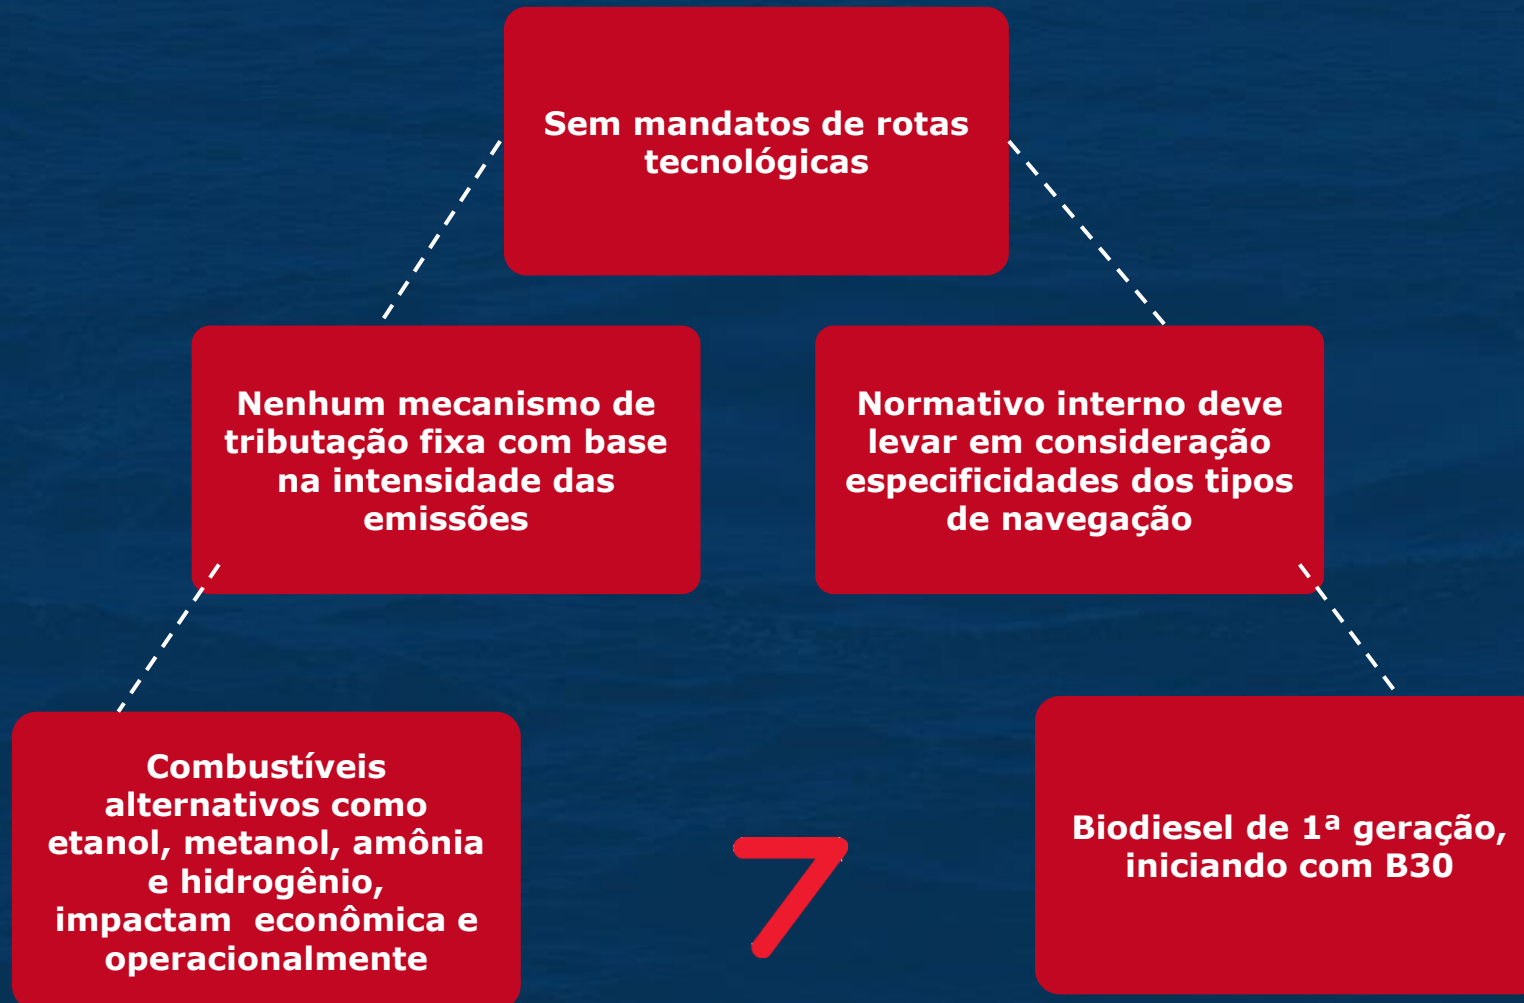 Sem mandatos de rotas
tecnológicas
Nenhum mecanismo de
tributação fixa com base
na intensidade das
emissões
Normativo interno deve
levar em consideração
especificidades dos tipos
de navegação
Combustíveis
alternativos como
etanol, metanol, amônia
e hidrogênio,
impactam  econômica e
operacionalmente
Biodiesel de 1ª geração,
iniciando com B30